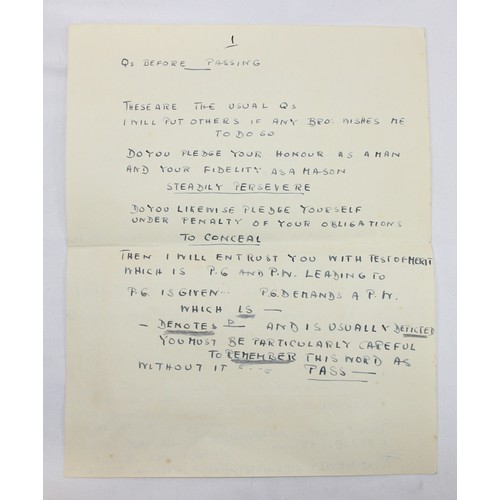 1
Qs BEFORE PASSING
THESE ARE THE USUAL Qs
I WILL PUT OTHERS IF ANY BRO: WISHES ME
TO DO SO
DO YOU PLEDGE YOUR HONOUR AS A MAN
AND YOUR FIDELITY AS A MASON
STEADILY PERSEVERE
DO YOU LIKEWISE PLEDGE YOURSELF
UNDER PENALTY OF YOUR OBLIGATIONS
TO CONCEAL
THEN I WILL ENTRUST YOU WITH TEST OF MERIT
WHICH IS P.G AND P.W. LEADING TO
P.G. IS GIVEN... P.G. DEMANDS A P.W.
WHICH IS —
- DENOTES P — AND IS USUALLY DEPICTED
YOU MUST BE PARTICULARLY CAREFUL
TO REMEMBER THIS WORD AS
WITHOUT IT PASS —